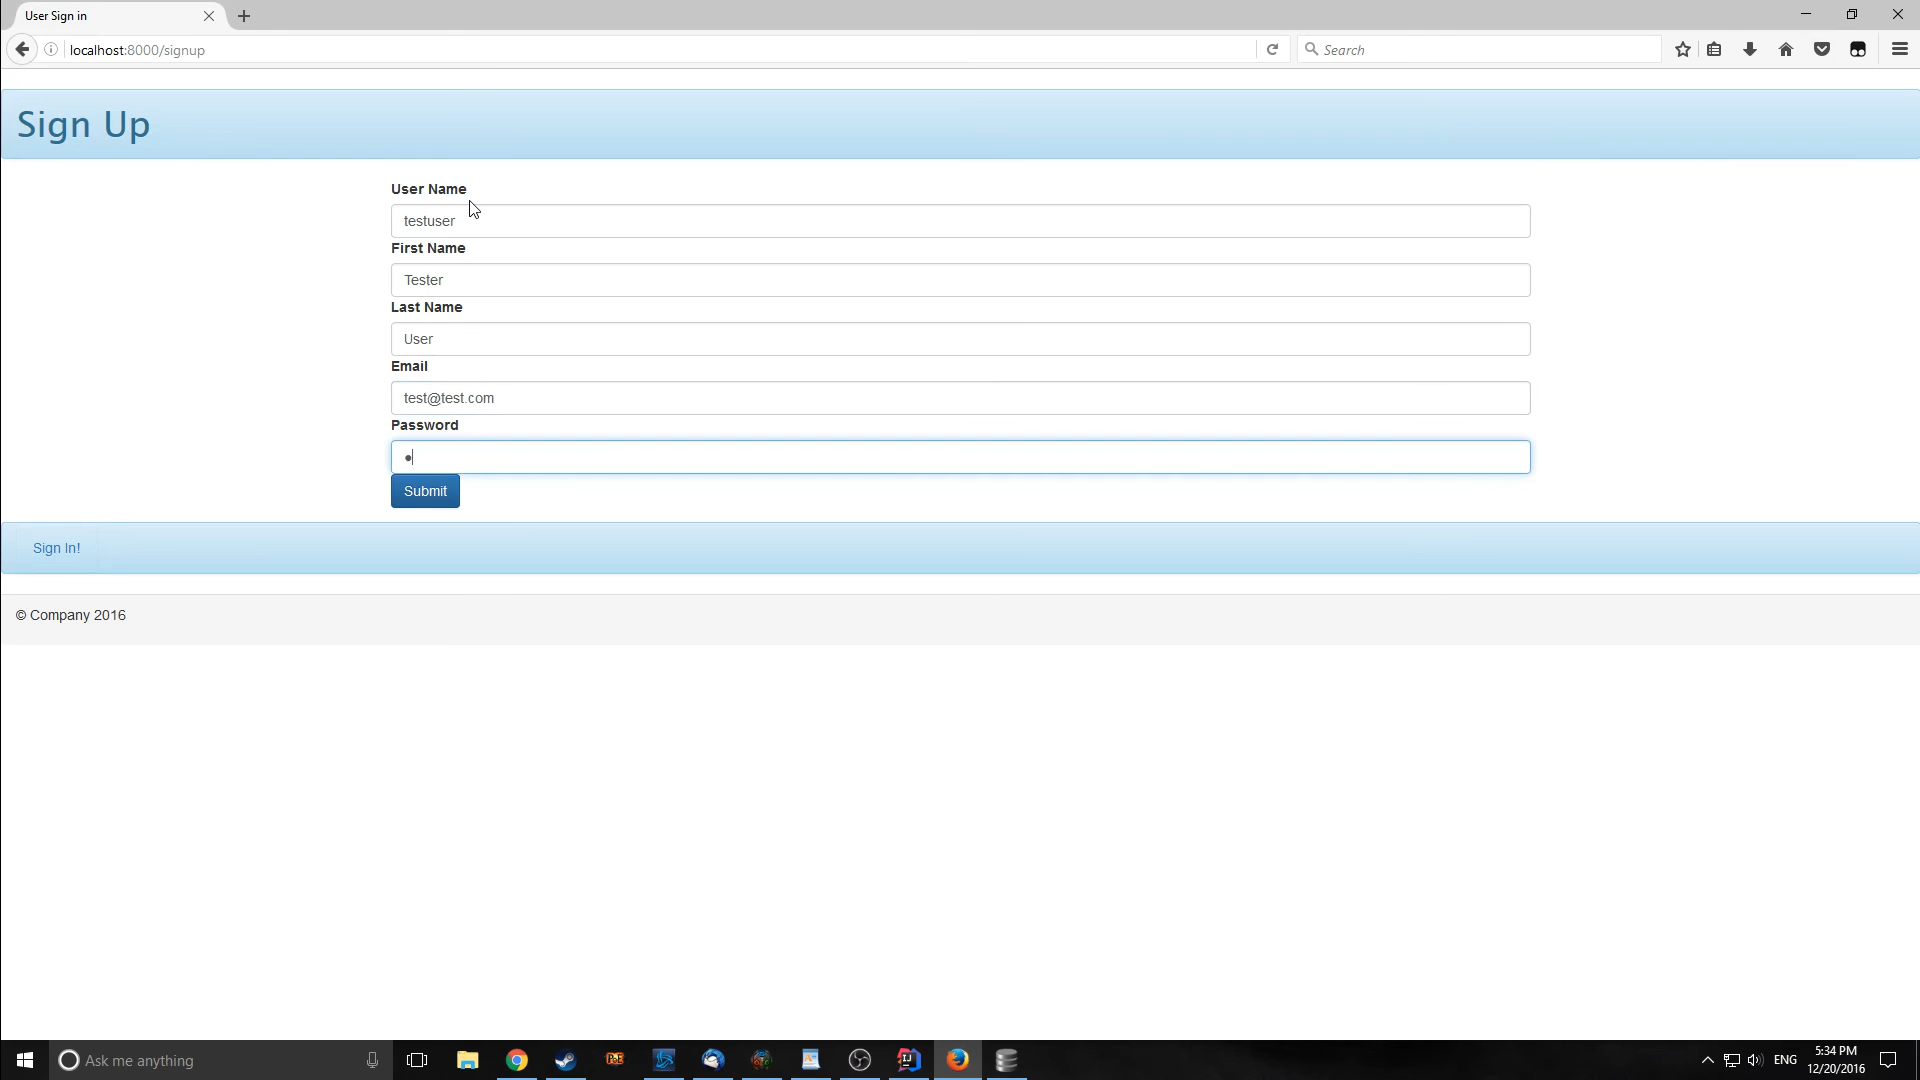 User Sign in
localhost:8000/signup
Search
Sign Up
User Name
testuser
First Name
Tester
Last Name
User
Email
test@test.com
Password
●
Submit
Sign In!
© Company 2016
Ask me anything
PoE
IJ
ENG
5:34 PM
12/20/2016